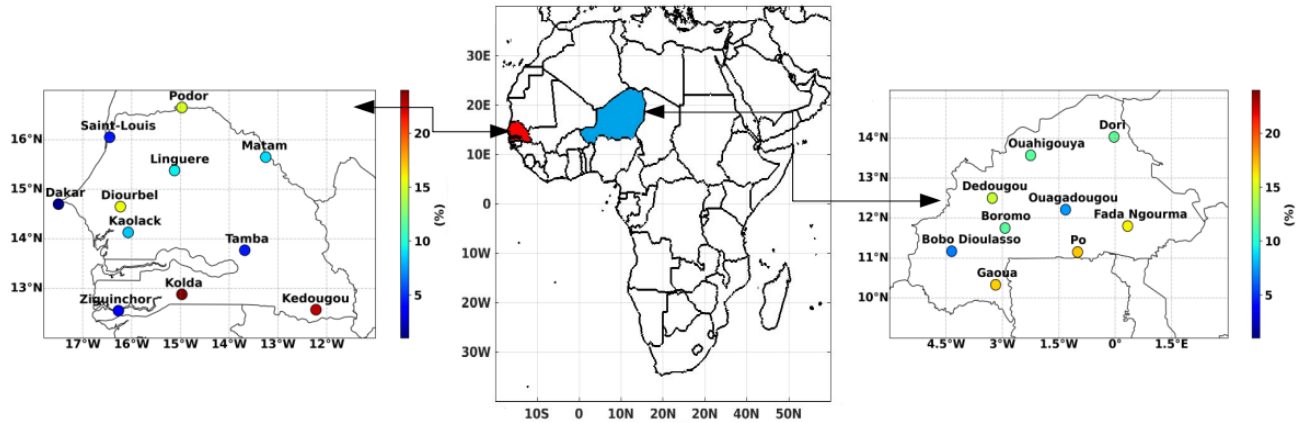 Podor
Saint-Louis
Matam
Linguere
Dakar
Diourbel
Kaolack
Tamba
Kolda
Ziguinchor
Kedougou
16°N
15°N
14°N
13°N
17°W 16°W 15°W 14°W 13°W 12°W
20
15
10
5
(%)
30E
20E
10E
0
10W
20W
30W
10S 0 10N 20N 20N 40N 50N
Dori
Ouahigouya
Dedougou
Ouagadougou
Boromo
Fada Ngourma
Bobo Dioulasso
Po
Gaoua
14°N
13°N
12°N
11°N
10°N
4.5°W 3°W 1.5°W 0° 1.5°E
20
15
10
5
(%)